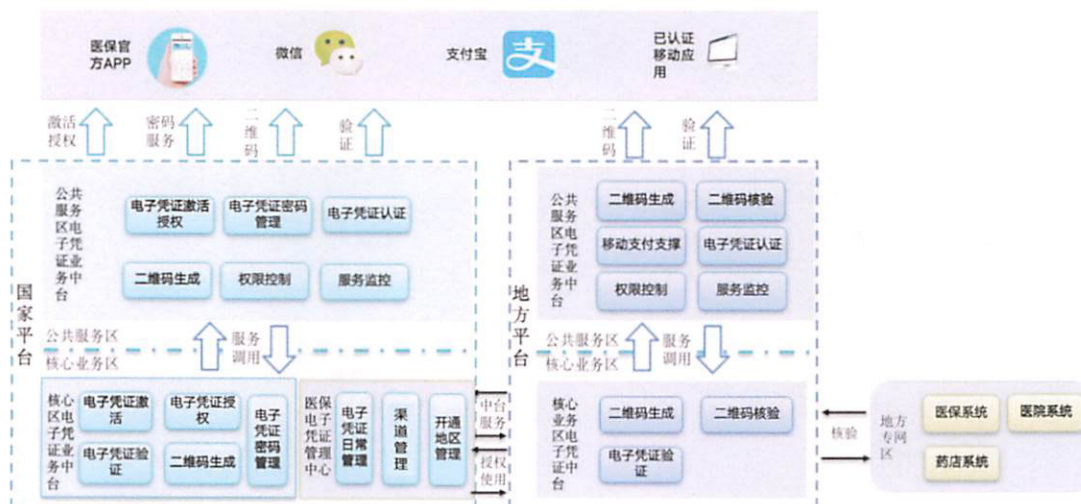 医保官
方APP
微信
支付宝
已认证
移动应
用
激活
授权
密码
服务
二维码
验证
二维码
验证
国家平台
公共
服务
区电
子凭
证业
务中
台
电子凭证激活
授权
电子凭证密码
管理
电子凭证认证
二维码生成
权限控制
服务监控
公共服务区
核心业务区
服务
调用
核心
区电
子凭
证业
务中
台
电子凭证激
活
电子凭证授
权
电子凭证验
证
二维码生成
电子
凭证
密码
管理
医保
电子
凭证
管理
中心
电子
凭证
日常
管理
渠道
管理
开通
地区
管理
中台
服务
授权
使用
地方平台
公共
服务
区电
子凭
证业
务中
台
二维码生成
二维码核验
移动支付支撑
电子凭证认证
权限控制
服务监控
公共服务区
核心业务区
服务
调用
核心
业务
区电
子凭
证中
台
二维码生成
二维码核验
电子凭证验
证
核验
地方
专网
区
医保系统
医院系统
药店系统